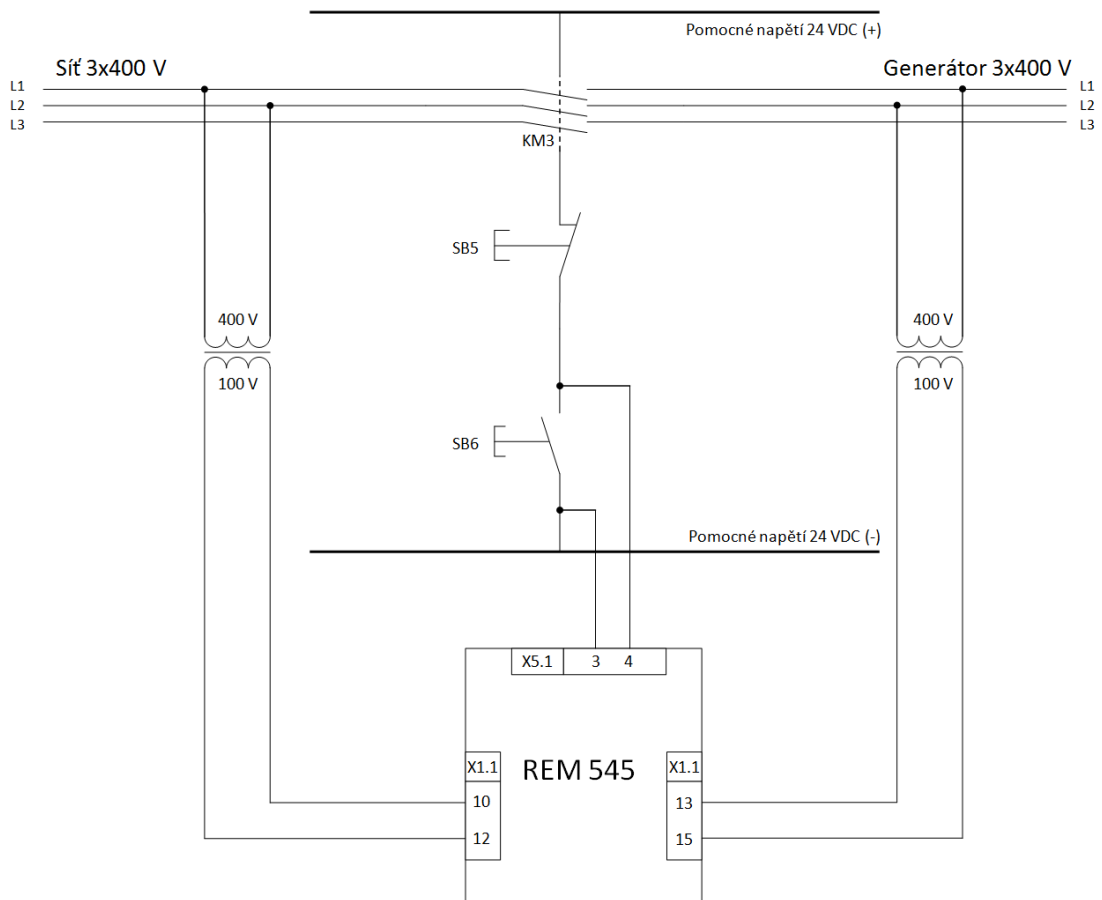 Pomocné napětí 24 VDC (+)
Síť 3x400 V
Generátor 3x400 V
L1
L1
L2
L2
L3
L3
KM3
SB5
400 V
400 V
100 V
100 V
SB6
Pomocné napětí 24 VDC (-)
X5.1 3 4
X1.1
REM 545
X1.1
10
13
12
15